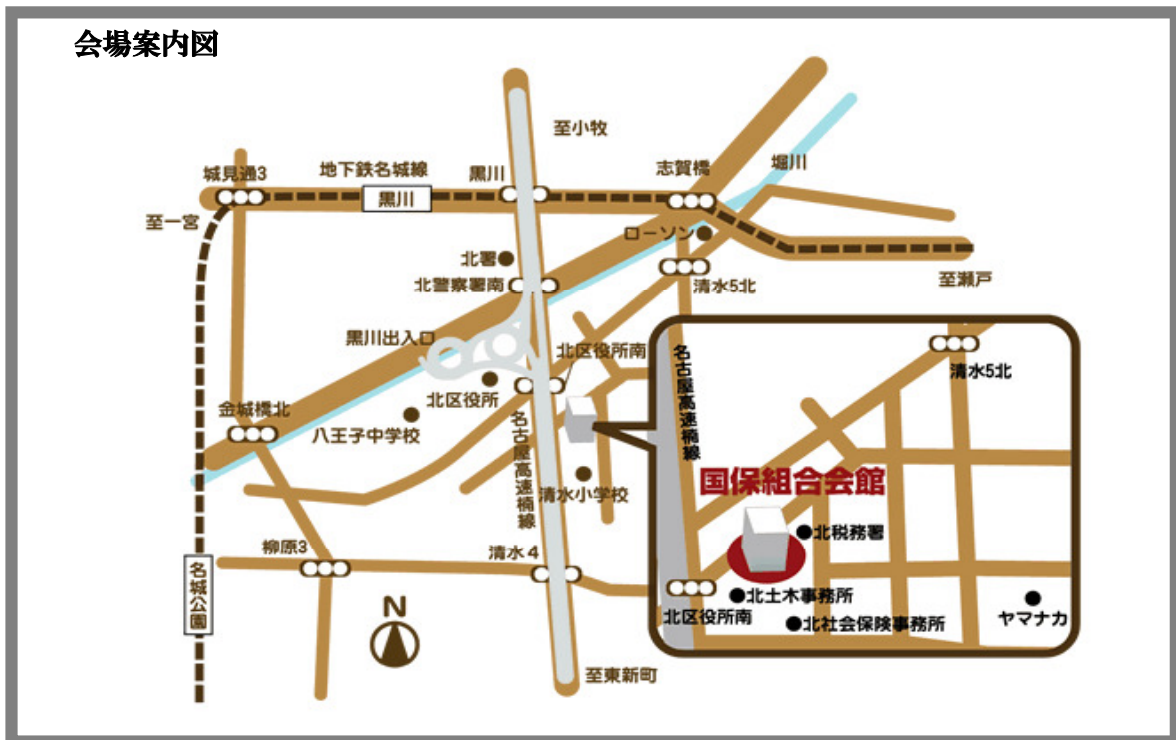 会場案内図
至小牧
城見通3
地下鉄名城線
黒川
志賀橋
堀川
黒川
至一宮
ローソン
北署
北警察署南
清水5北
至瀬戸
黒川出入口
北区役所南
北区役所
金城橋北
八王子中学校
名古屋高速楠線
清水小学校
柳原3
清水4
名城公園
N
至東新町
名古屋高速楠線
清水5北
国保組合会館
北税務署
北土木事務所
北区役所南
北社会保険事務所
ヤマナカ